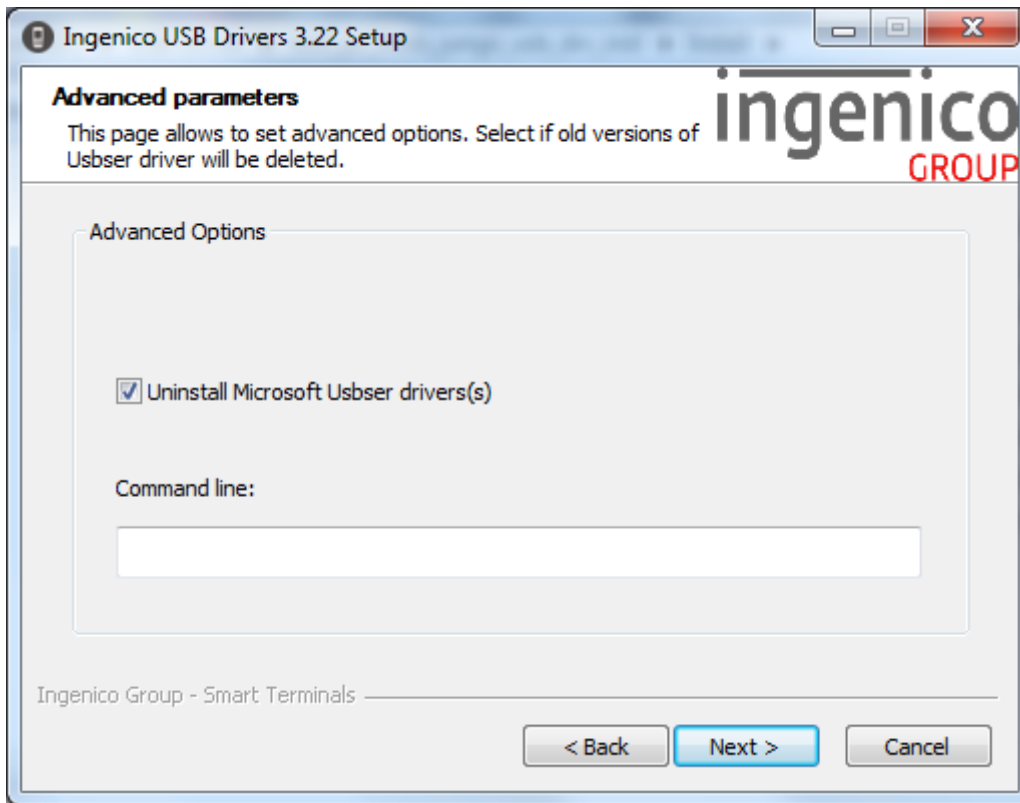 Ingenico USB Drivers 3.22 Setup
Advanced parameters
This page allows to set advanced options. Select if old versions of
Usbser driver will be deleted.
ingenico
GROUP
Advanced Options
Uninstall Microsoft Usbser drivers(s)
Command line:
Ingenico Group - Smart Terminals
< Back
Next >
Cancel